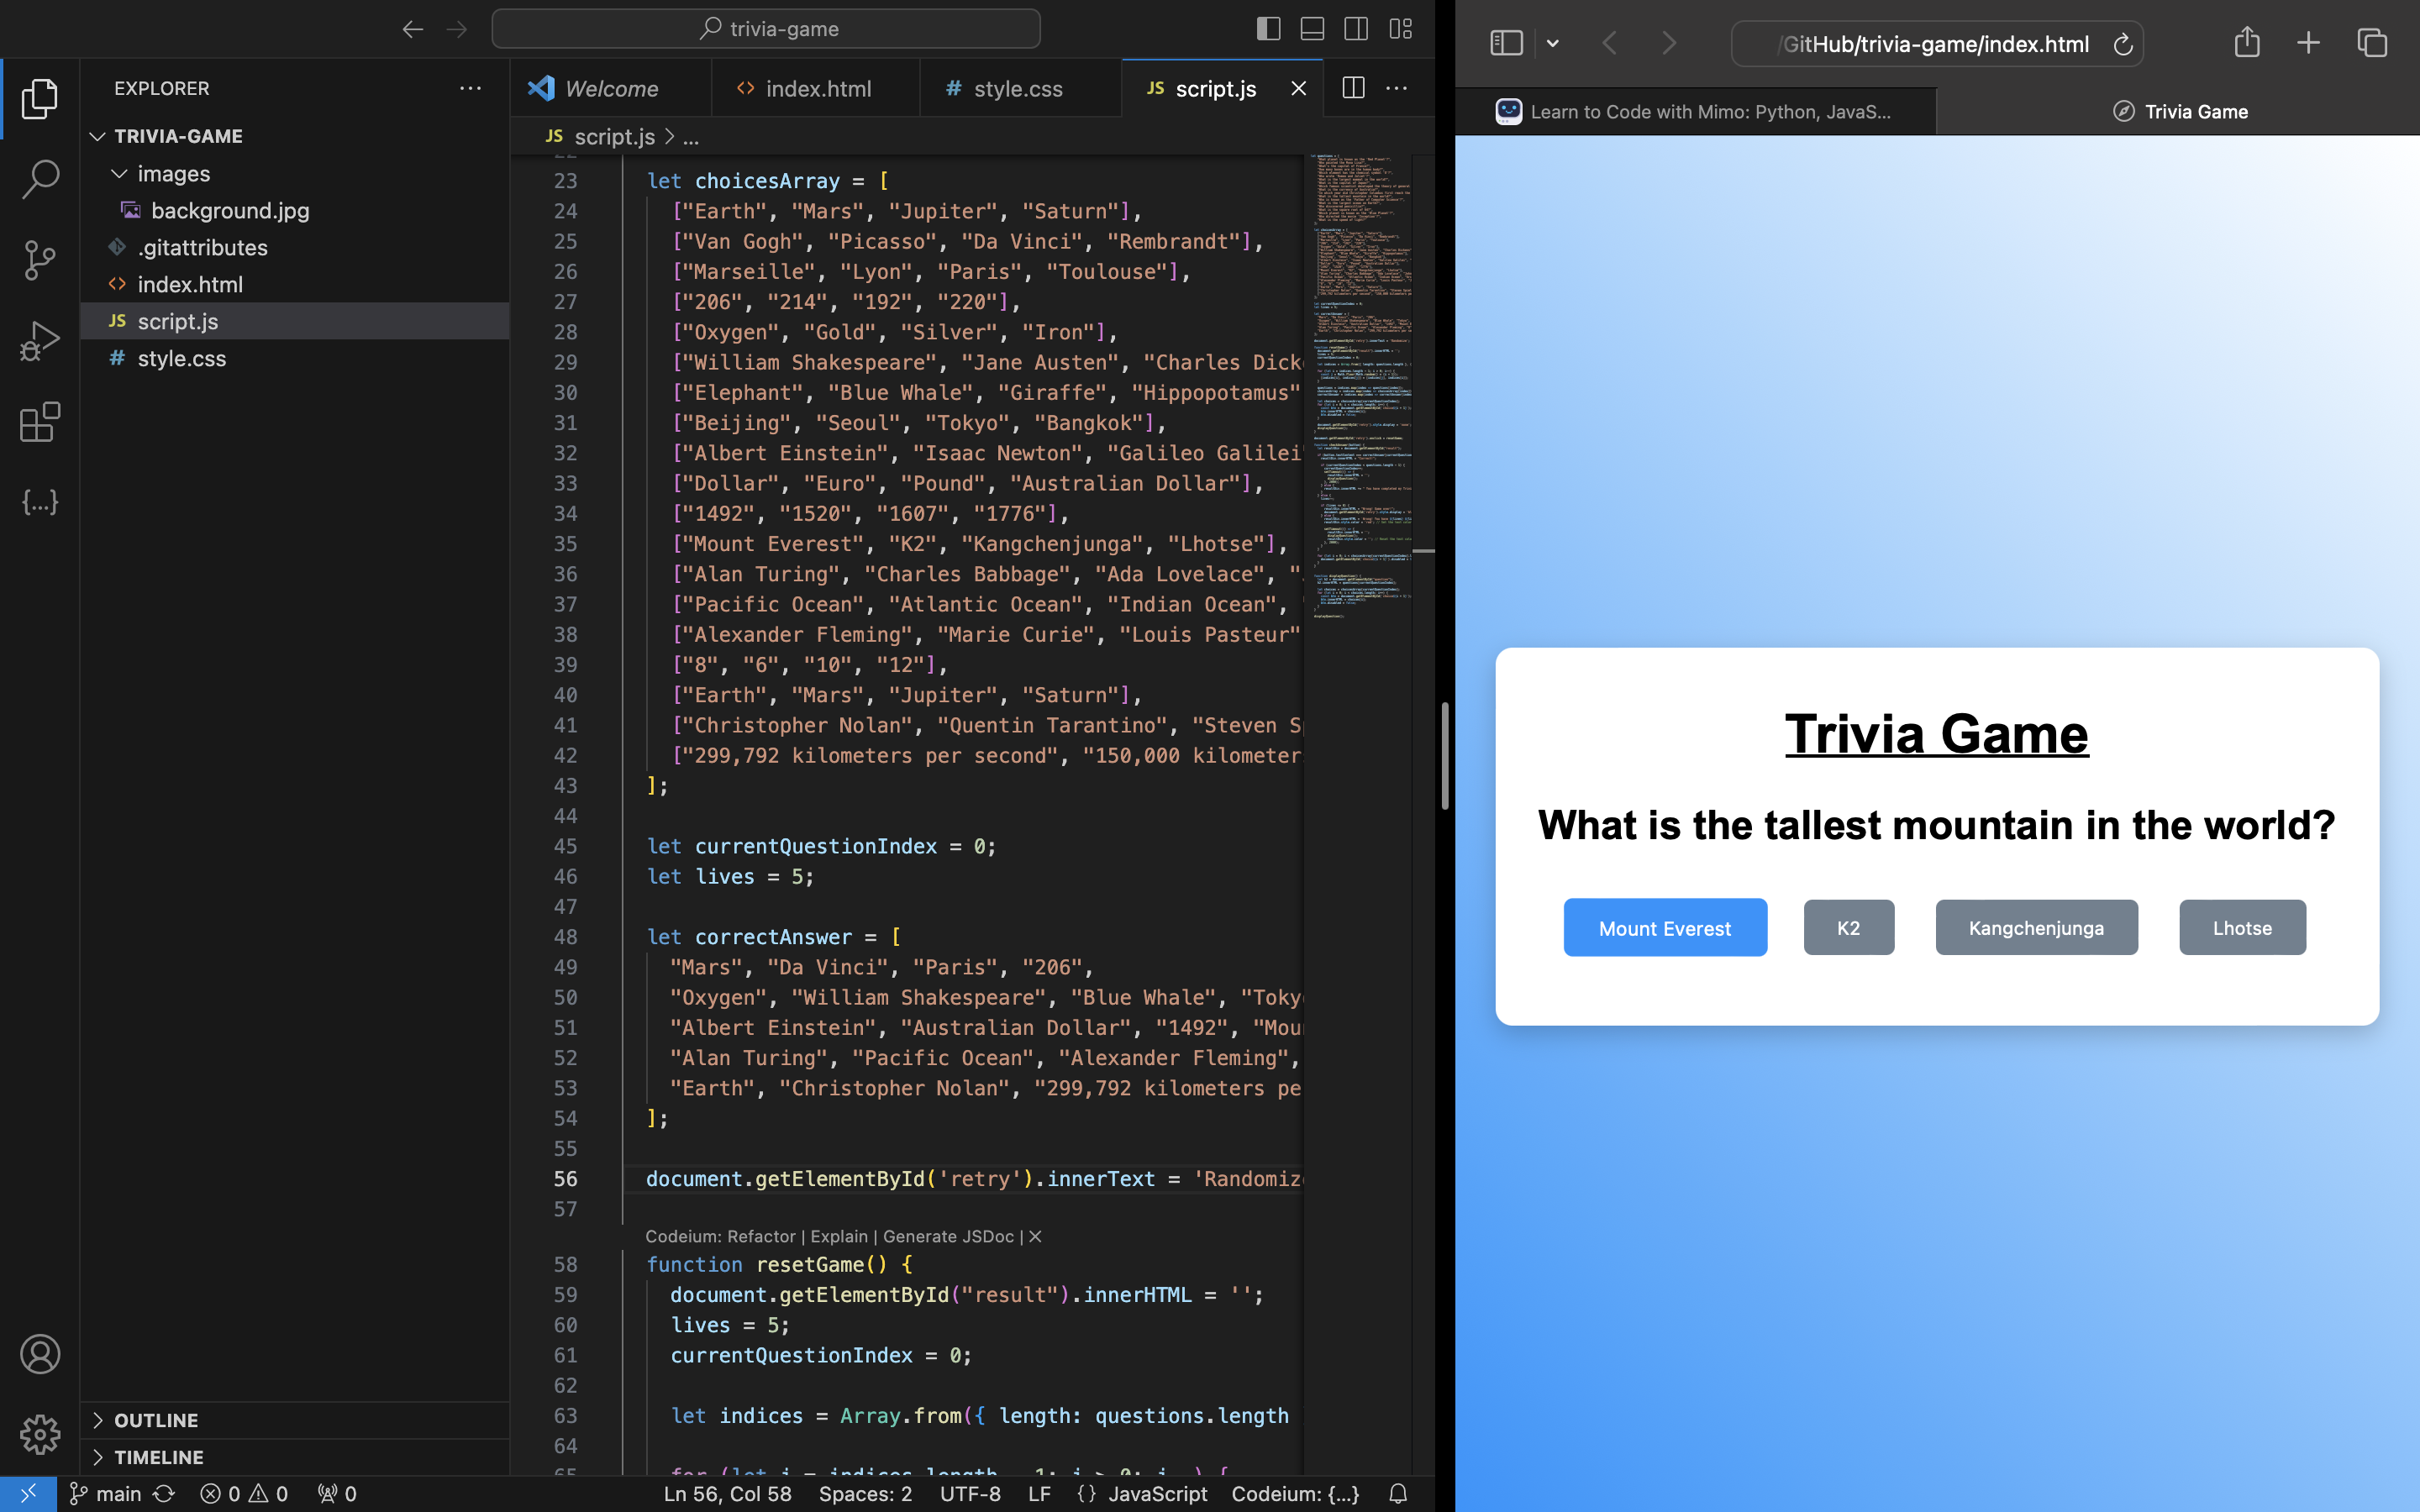 trivia-game
EXPLORER
TRIVIA-GAME
images
background.jpg
.gitattributes
<> index.html
JS script.js
# style.css
OUTLINE
TIMELINE
Welcome
<> index.html
# style.css
JS script.js
JS script.js > ...
22
23 let choicesArray = [
24 ["Earth", "Mars", "Jupiter", "Saturn"],
25 ["Van Gogh", "Picasso", "Da Vinci", "Rembrandt"],
26 ["Marseille", "Lyon", "Paris", "Toulouse"],
27 ["206", "214", "192", "220"],
28 ["Oxygen", "Gold", "Silver", "Iron"],
29 ["William Shakespeare", "Jane Austen", "Charles Dick
30 ["Elephant", "Blue Whale", "Giraffe", "Hippopotamus"
31 ["Beijing", "Seoul", "Tokyo", "Bangkok"],
32 ["Albert Einstein", "Isaac Newton", "Galileo Galilei
33 ["Dollar", "Euro", "Pound", "Australian Dollar"],
34 ["1492", "1520", "1607", "1776"],
35 ["Mount Everest", "K2", "Kangchenjunga", "Lhotse"],
36 ["Alan Turing", "Charles Babbage", "Ada Lovelace", "
37 ["Pacific Ocean", "Atlantic Ocean", "Indian Ocean",
38 ["Alexander Fleming", "Marie Curie", "Louis Pasteur"
39 ["8", "6", "10", "12"],
40 ["Earth", "Mars", "Jupiter", "Saturn"],
41 ["Christopher Nolan", "Quentin Tarantino", "Steven S
42 ["299,792 kilometers per second", "150,000 kilometer
43 ];
44
45 let currentQuestionIndex = 0;
46 let lives = 5;
47
48 let correctAnswer = [
49 "Mars", "Da Vinci", "Paris", "206",
50 "Oxygen", "William Shakespeare", "Blue Whale", "Toky
51 "Albert Einstein", "Australian Dollar", "1492", "Mou
52 "Alan Turing", "Pacific Ocean", "Alexander Fleming",
53 "Earth", "Christopher Nolan", "299,792 kilometers pe
54 ];
55
56 document.getElementById('retry').innerText = 'Randomiz
57
Codeium: Refactor | Explain | Generate JSDoc | ✕
58 function resetGame() {
59 document.getElementById("result").innerHTML = '';
60 lives = 5;
61 currentQuestionIndex = 0;
62
63 let indices = Array.from({ length: questions.length
64
65 for (let i = indices.length - 1; i > 0; i--) {
main 0 0 0
Ln 56, Col 58 Spaces: 2 UTF-8 LF {} JavaScript Codeium: {...}
/GitHub/trivia-game/index.html
Learn to Code with Mimo: Python, JavaS...
Trivia Game
Trivia Game
What is the tallest mountain in the world?
Mount Everest
K2
Kangchenjunga
Lhotse